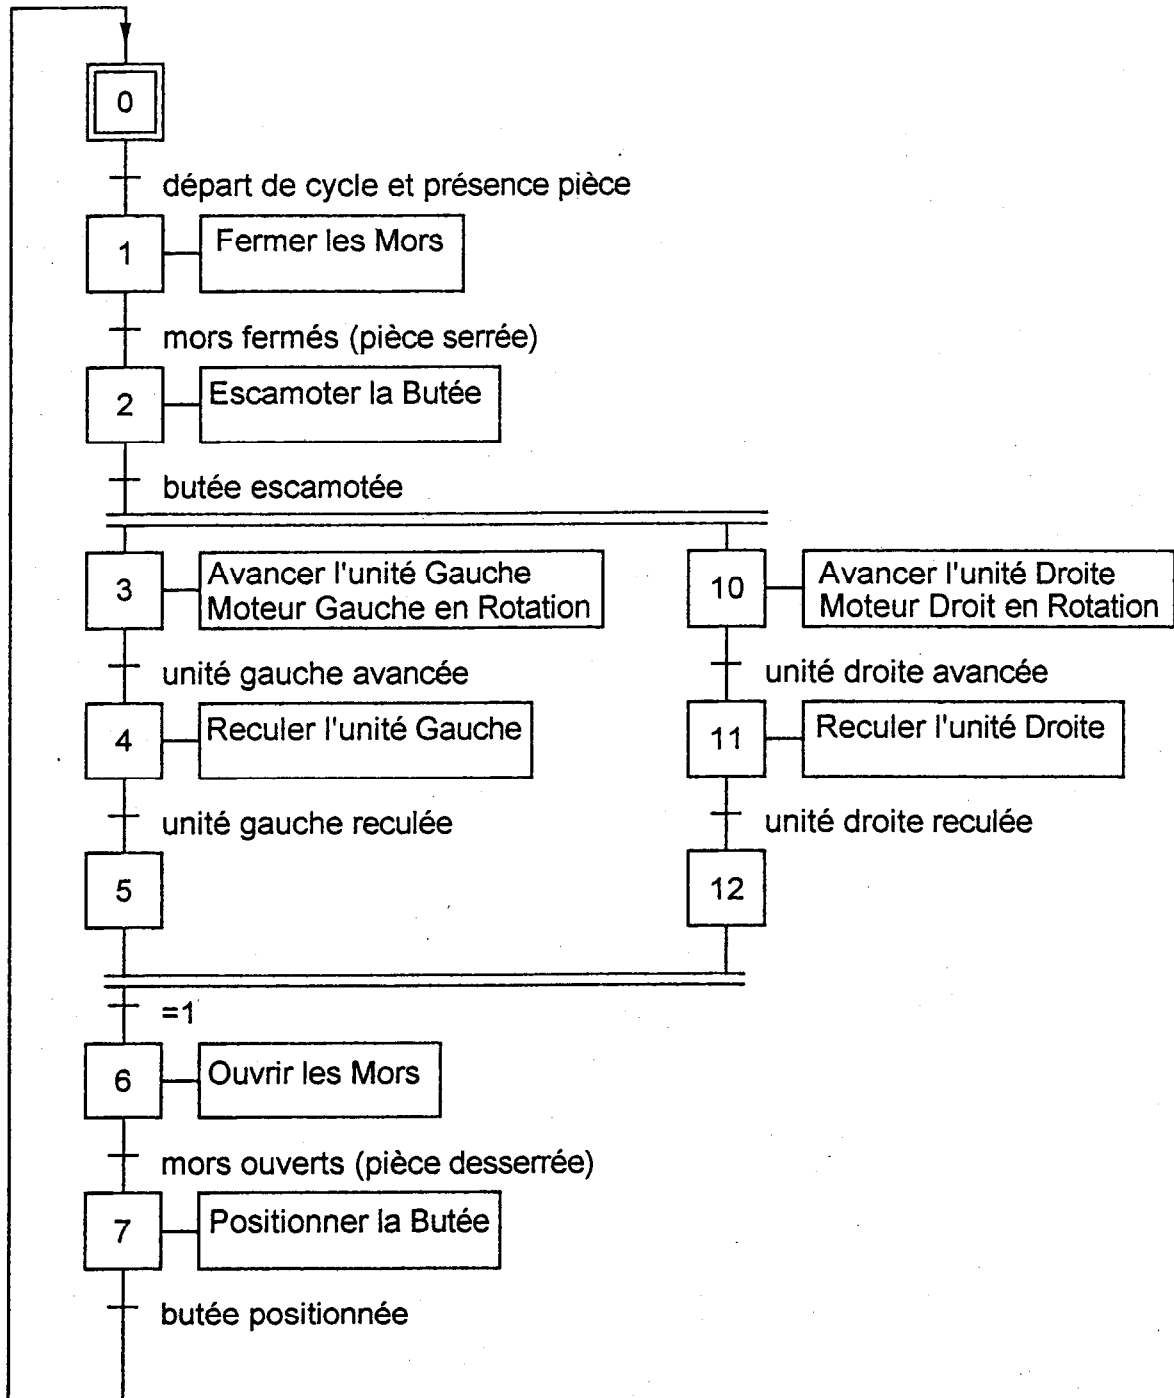 0
départ de cycle et présence pièce
1
Fermer les Mors
mors fermés (pièce serrée)
2
Escamoter la Butée
butée escamotée
3
Avancer l'unité Gauche
Moteur Gauche en Rotation
10
Avancer l'unité Droite
Moteur Droit en Rotation
unité gauche avancée
unité droite avancée
4
Reculer l'unité Gauche
11
Reculer l'unité Droite
unité gauche reculée
unité droite reculée
5
12
=1
6
Ouvrir les Mors
mors ouverts (pièce desserrée)
7
Positionner la Butée
butée positionnée